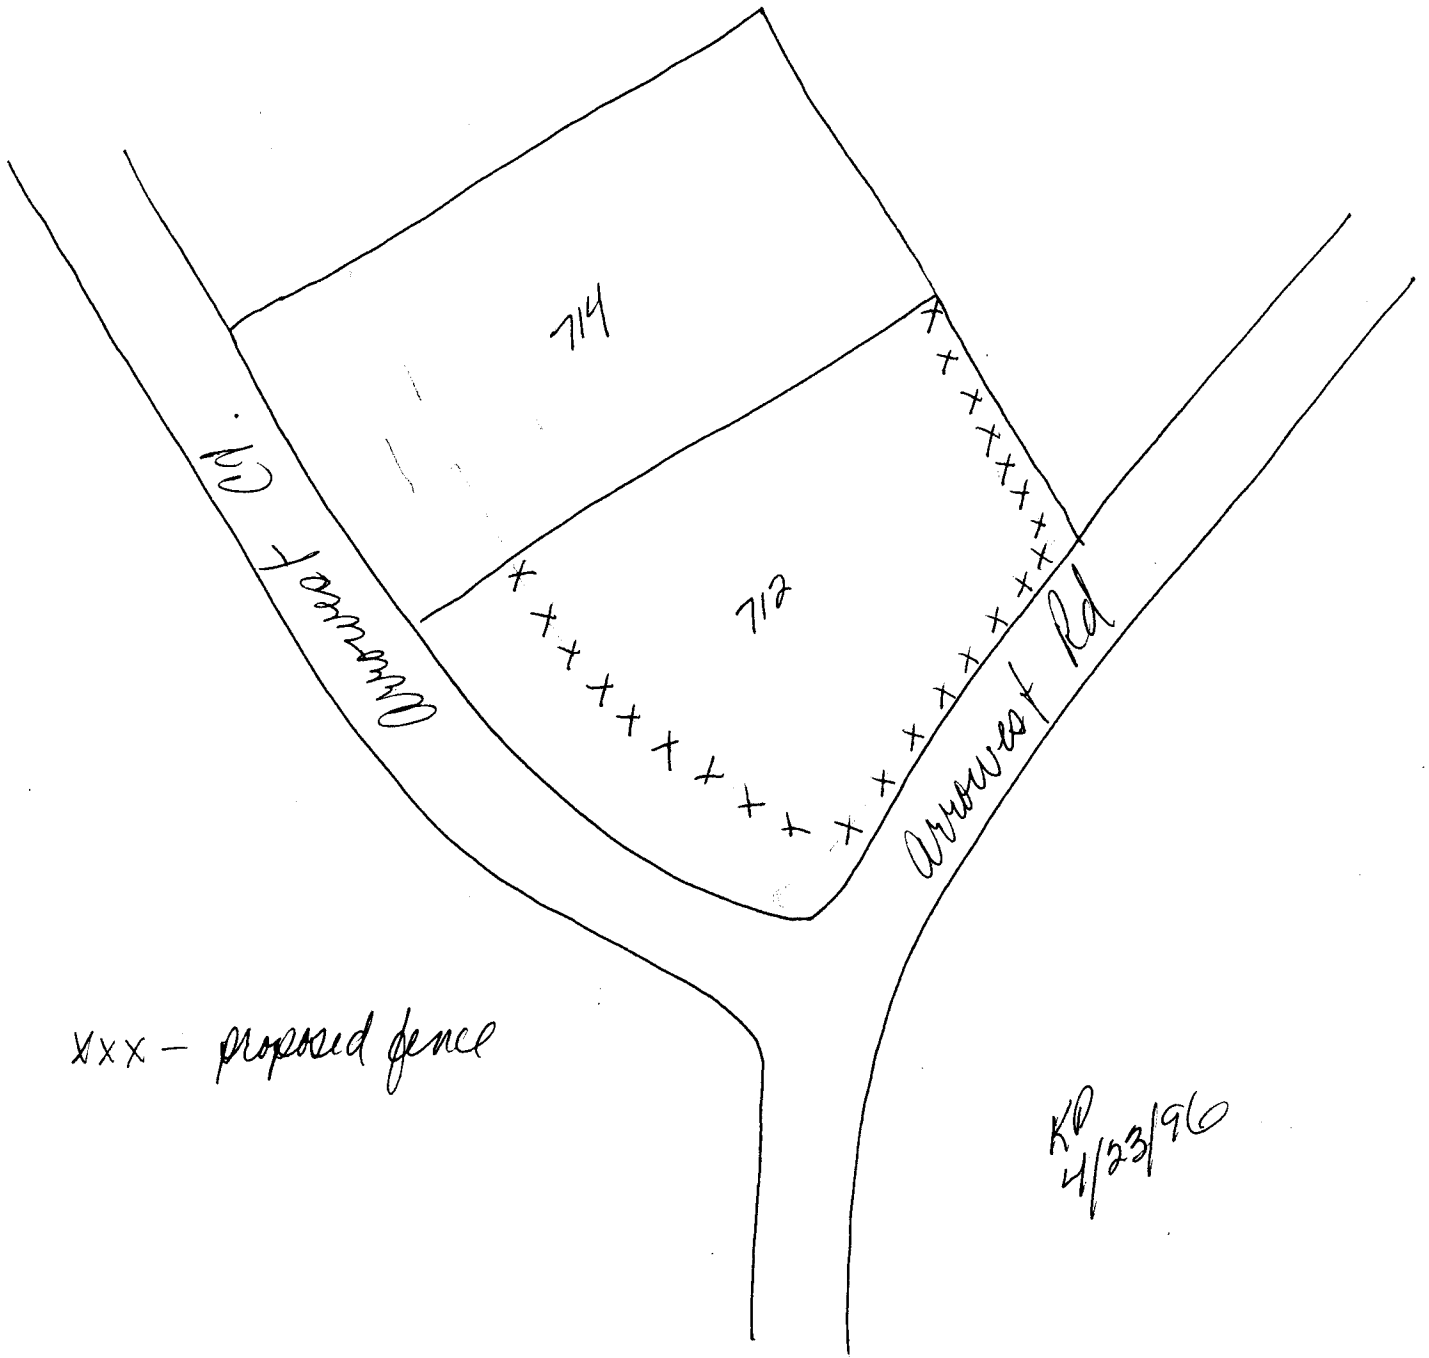 714
712
Arrowest Ct.
arrowest Rd
xxx - proposed fence
KP
4/23/96